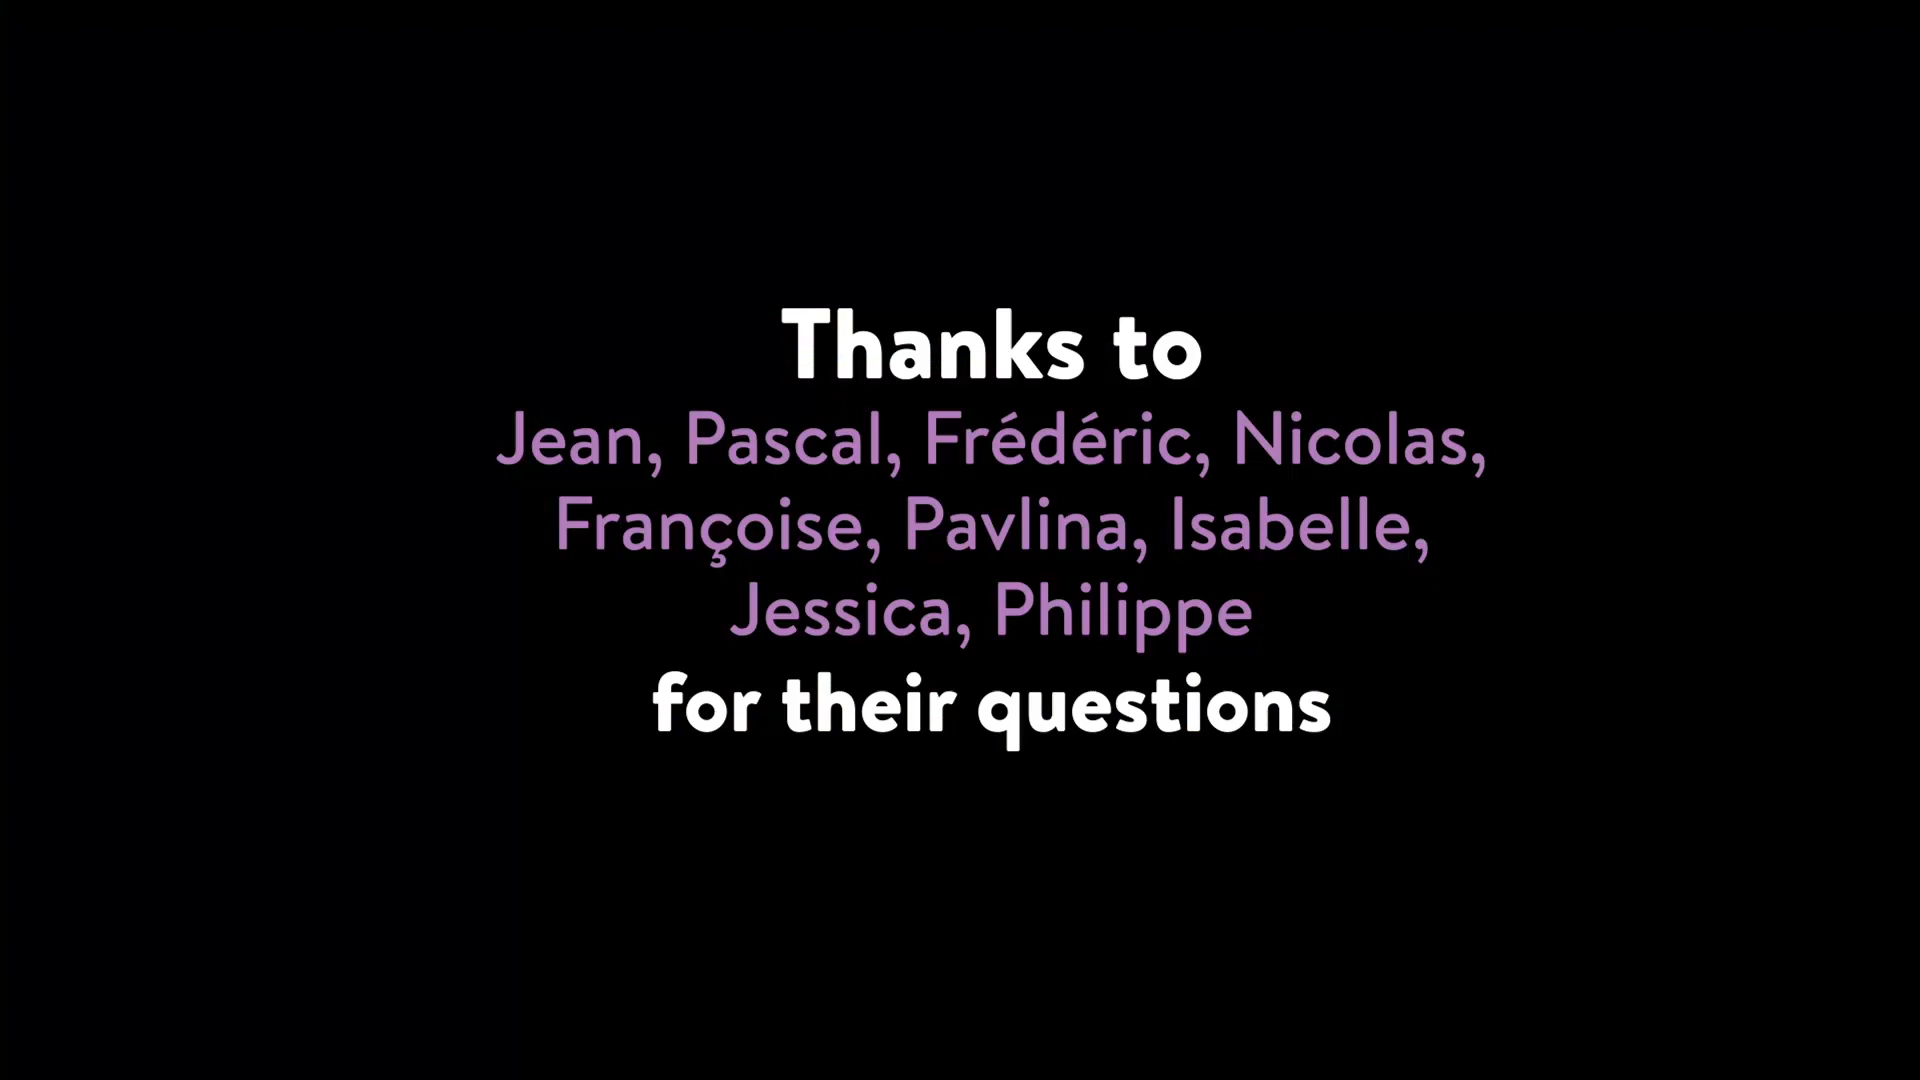 Thanks to
Jean, Pascal, Frédéric, Nicolas,
Françoise, Pavlina, Isabelle,
Jessica, Philippe
for their questions